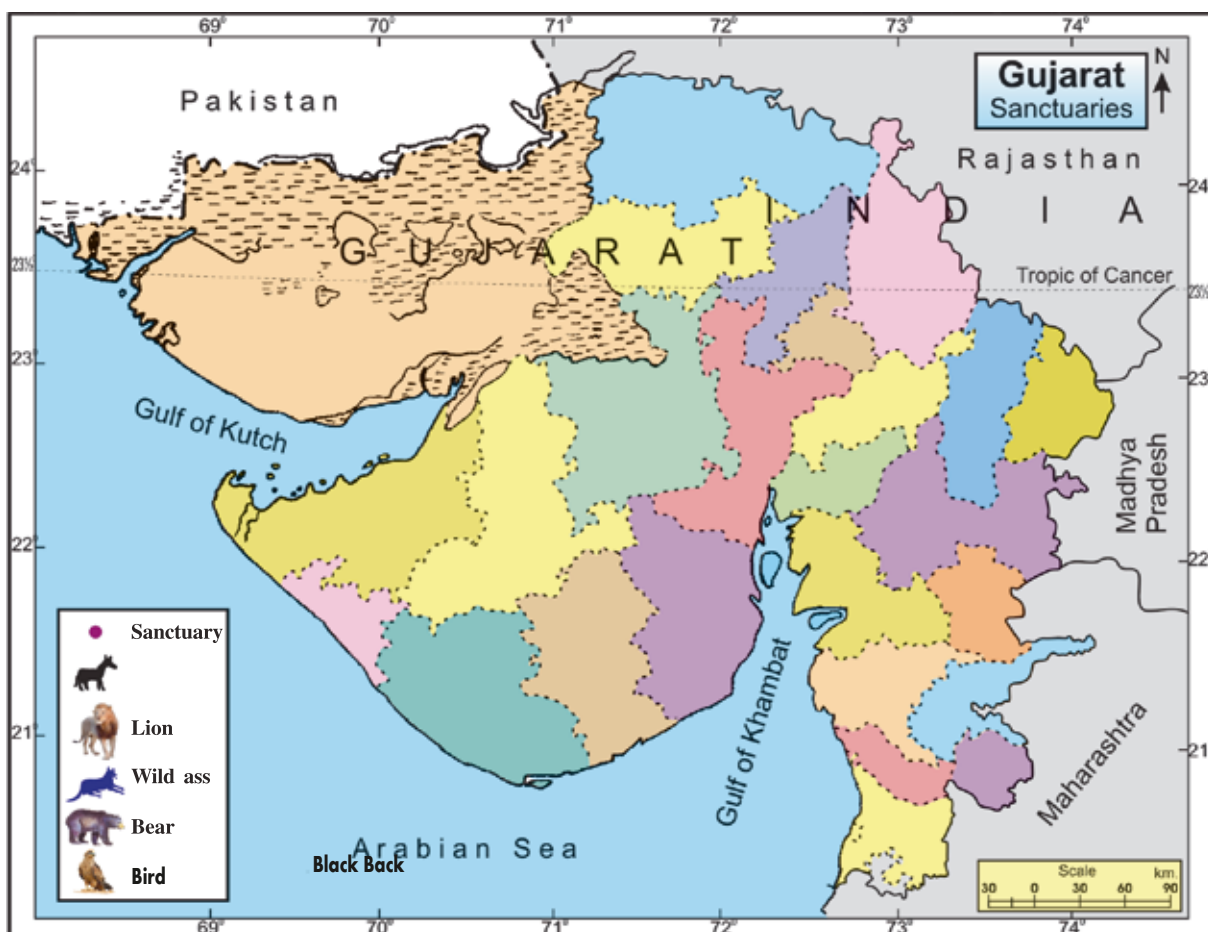 69°
70°
71°
72°
73°
74°
Gujarat
Sanctuaries
N
Pakistan
Rajasthan
24°
24°
INDIA
GUJARAT
23½
Tropic of Cancer
23½
23°
23°
Gulf of Kutch
Madhya
Pradesh
22°
22°
Sanctuary
Lion
Wild ass
Bear
Bird
21°
21°
Gulf of Khambat
Maharashtra
Arabian Sea
Black Back
Scale
km.
30 0 30 60 90
69°
70°
71°
72°
73°
74°